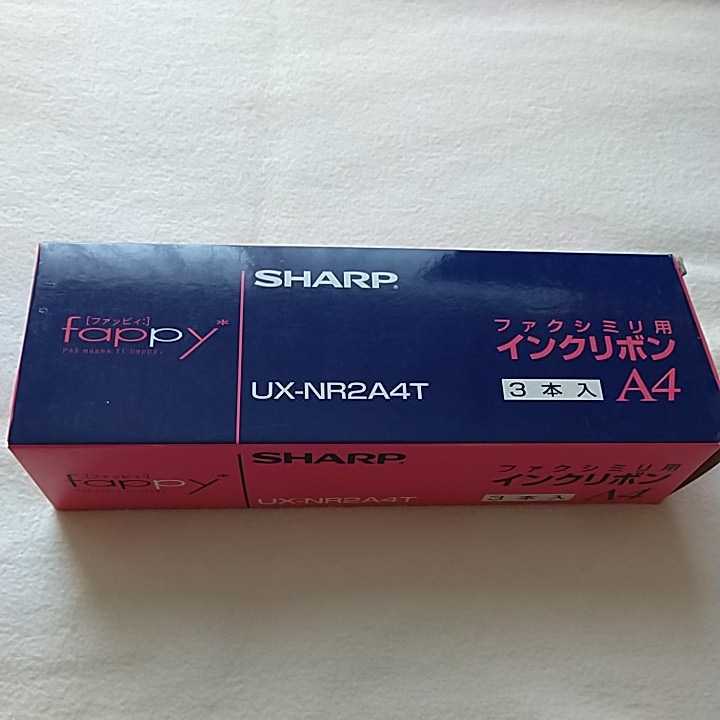 SHARP®
[ファッピィ:]
fappy*
ファクシミリ用
インクリボン
UX-NR2A4T
3本入 A4
SHARP®
[ファッピィ:]
fappy*
ファクシミリ用
インクリボン
UX-NR2A4T
3本入 A4